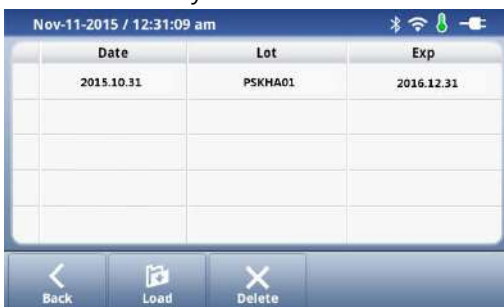 Nov-11-2015 / 12:31:09 am
Date Lot Exp
2015.10.31 PSKHA01 2016.12.31
Back Load Delete